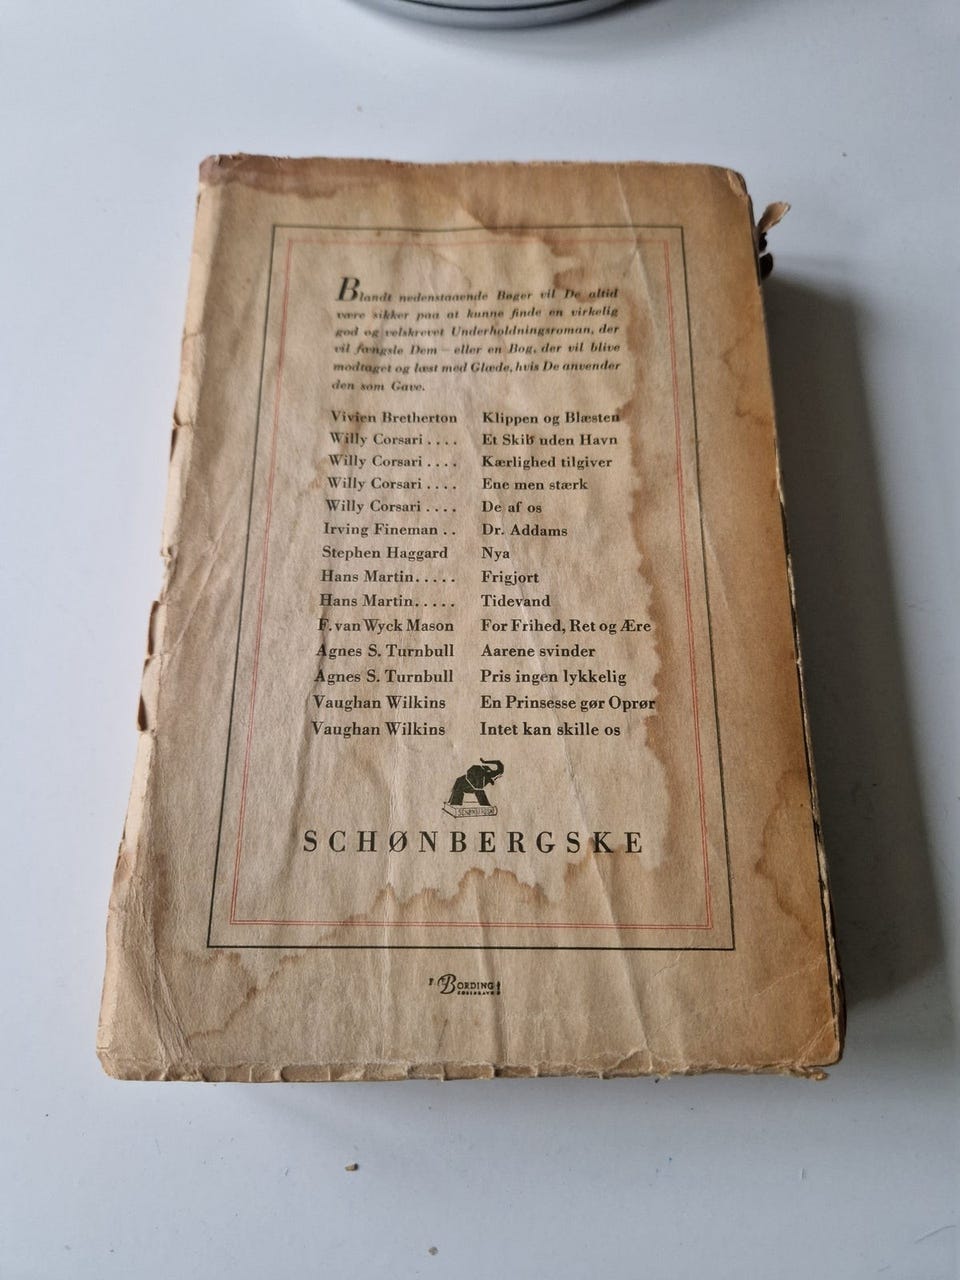 Blandt nedenstaaende Bøger vil De altid
være sikker paa at kunne finde en virkelig
god og velskrevet Underholdningsroman, der
vil fængsle Dem — eller en Bog, der vil blive
modtaget og læst med Glæde, hvis De anvender
den som Gave.
Vivien Bretherton Klippen og Blæsten
Willy Corsari .... Et Skib uden Havn
Willy Corsari .... Kærlighed tilgiver
Willy Corsari .... Ene men stærk
Willy Corsari .... De af os
Irving Fineman .. Dr. Addams
Stephen Haggard Nya
Hans Martin..... Frigjort
Hans Martin..... Tidevand
F. van Wyck Mason For Frihed, Ret og Ære
Agnes S. Turnbull Aarene svinder
Agnes S. Turnbull Pris ingen lykkelig
Vaughan Wilkins En Prinsesse gør Oprør
Vaughan Wilkins Intet kan skille os
SCHØNBERGSKE
SCHØNBERGSKE
F. BORDING